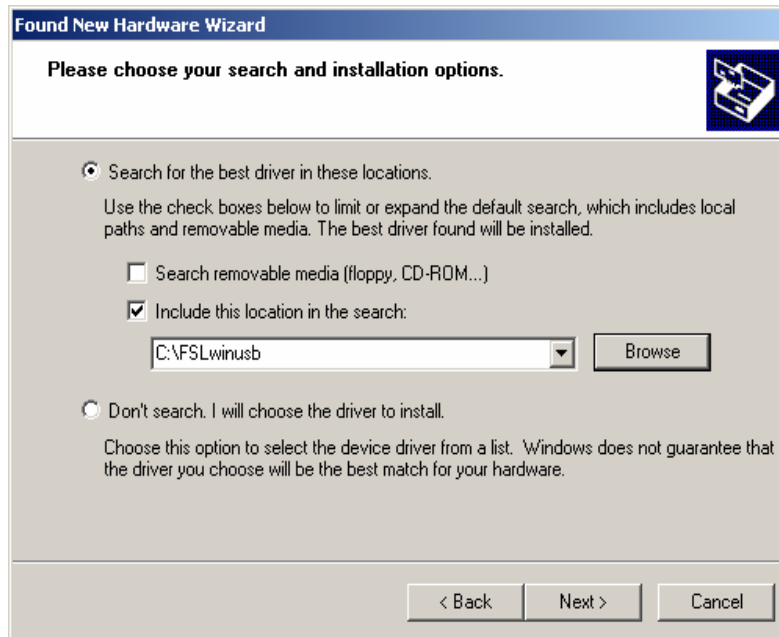 Found New Hardware Wizard
Please choose your search and installation options.
Search for the best driver in these locations.
Use the check boxes below to limit or expand the default search, which includes local
paths and removable media. The best driver found will be installed.
Search removable media (floppy, CD-ROM...)
Include this location in the search:
C:\FSLwinusb
Browse
Don't search. I will choose the driver to install.
Choose this option to select the device driver from a list. Windows does not guarantee that
the driver you choose will be the best match for your hardware.
< Back
Next >
Cancel